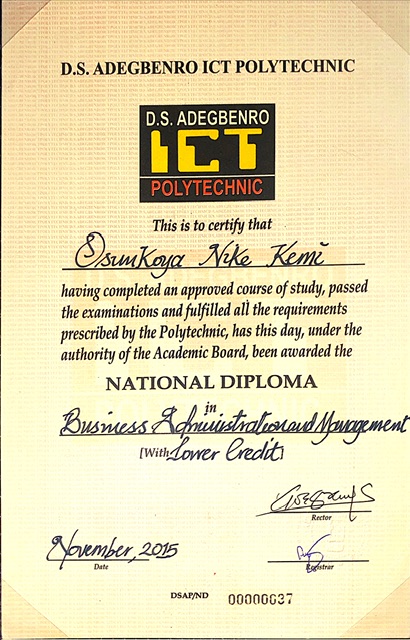 D.S. ADEGBENRO ICT POLYTECHNIC
D.S. ADEGBENRO
ICT
POLYTECHNIC
This is to certify that
Osunkoya Nike Kemi
having completed an approved course of study, passed
the examinations and fulfilled all the requirements
prescribed by the Polytechnic, has this day, under the
authority of the Academic Board, been awarded the
NATIONAL DIPLOMA
in
Business Administration and Management
[With Lower Credit]
Rector
November, 2015
Date
Registrar
DSAP/ND 00000037